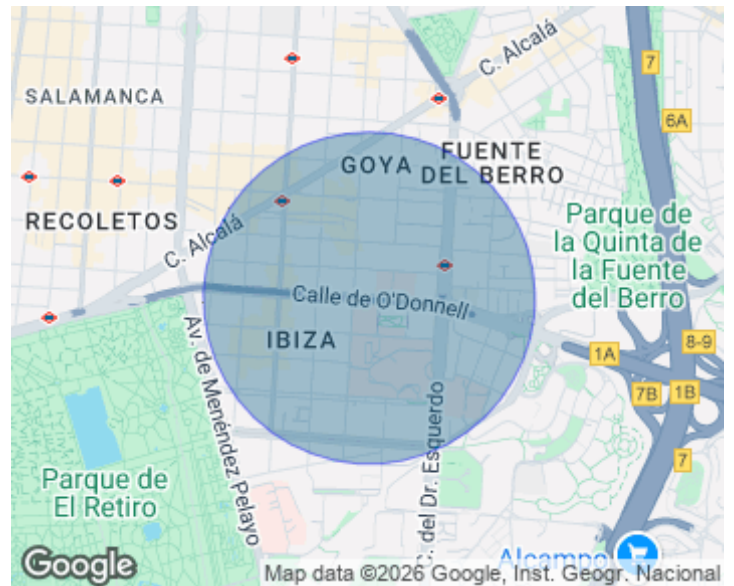 C. Alcalá
7
SALAMANCA
6A
GOYA
FUENTE
DEL BERRO
RECOLETOS
C. Alcalá
Parque de
la Quinta de
la Fuente
del Berro
Calle de O'Donnell
IBIZA
1A
8-9
7B
1B
Av. de Menéndez Pelayo
C. del Dr. Esquerdo
7
Parque de
El Retiro
Alcampo
Google
Map data ©2026 Google, Inst. Geogr. Nacional